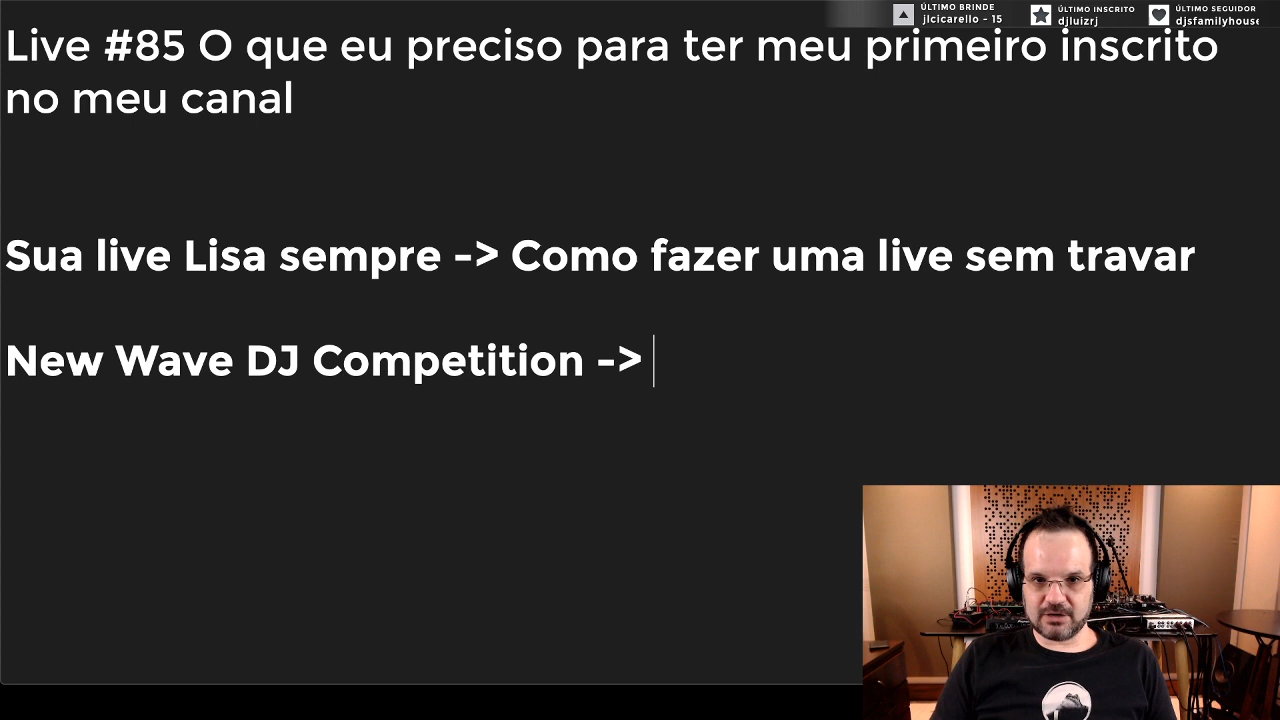 ÚLTIMO BRINDE
jlcicarello - 15
ÚLTIMO INSCRITO
djluizrj
ÚLTIMO SEGUIDOR
djsfamilyhouse
Live #85 O que eu preciso para ter meu primeiro inscrito
no meu canal
Sua live Lisa sempre -> Como fazer uma live sem travar
New Wave DJ Competition ->